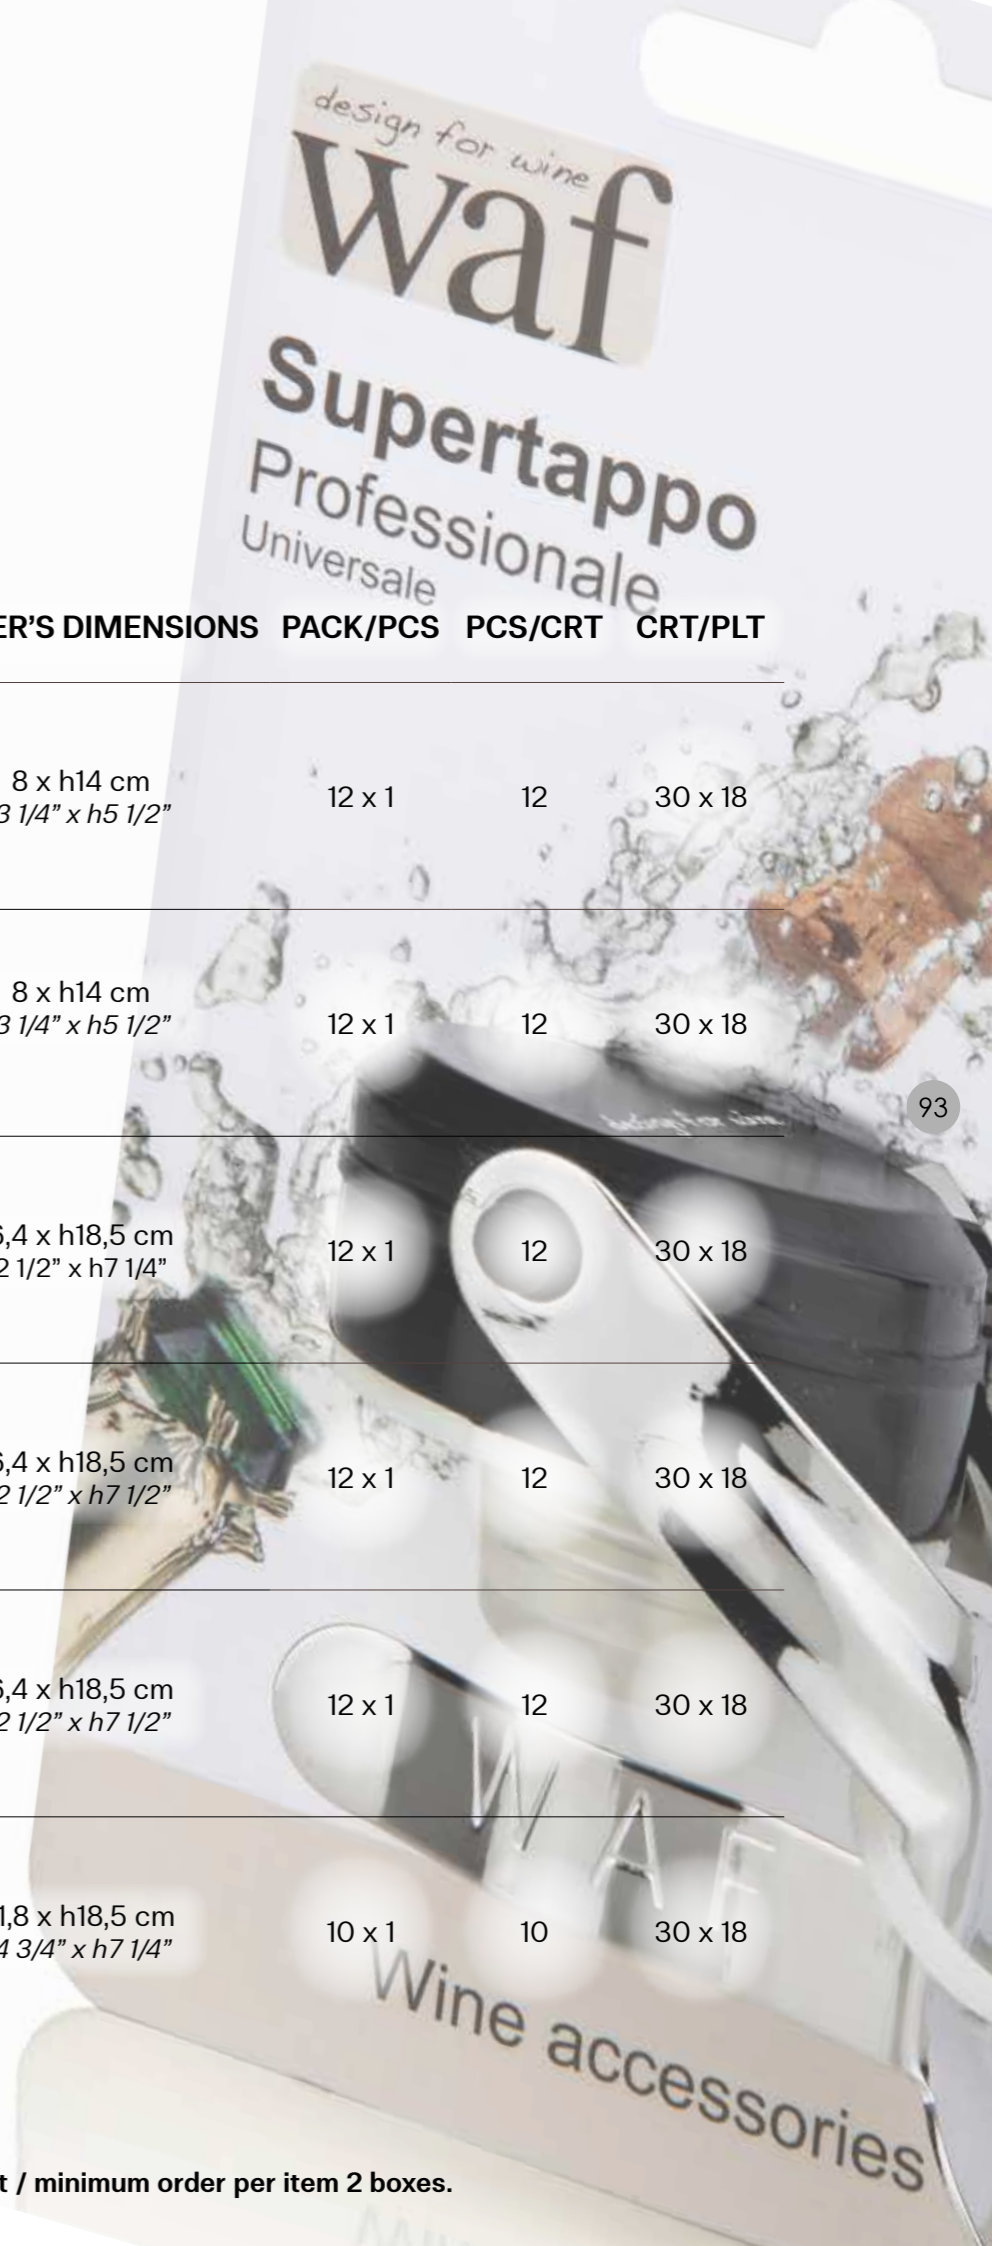 design for wine
waf
Supertappo
Professionale
Universale
ER’S DIMENSIONS PACK/PCS PCS/CRT CRT/PLT
8 x h14 cm
3 1/4” x h5 1/2”
12 x 1 12 30 x 18
8 x h14 cm
3 1/4” x h5 1/2”
12 x 1 12 30 x 18
design for wine
93
6,4 x h18,5 cm
2 1/2” x h7 1/4”
12 x 1 12 30 x 18
6,4 x h18,5 cm
2 1/2” x h7 1/2”
12 x 1 12 30 x 18
6,4 x h18,5 cm
2 1/2” x h7 1/2”
12 x 1 12 30 x 18
WAF
1,8 x h18,5 cm
4 3/4” x h7 1/4”
10 x 1 10 30 x 18
Wine accessories
t / minimum order per item 2 boxes.